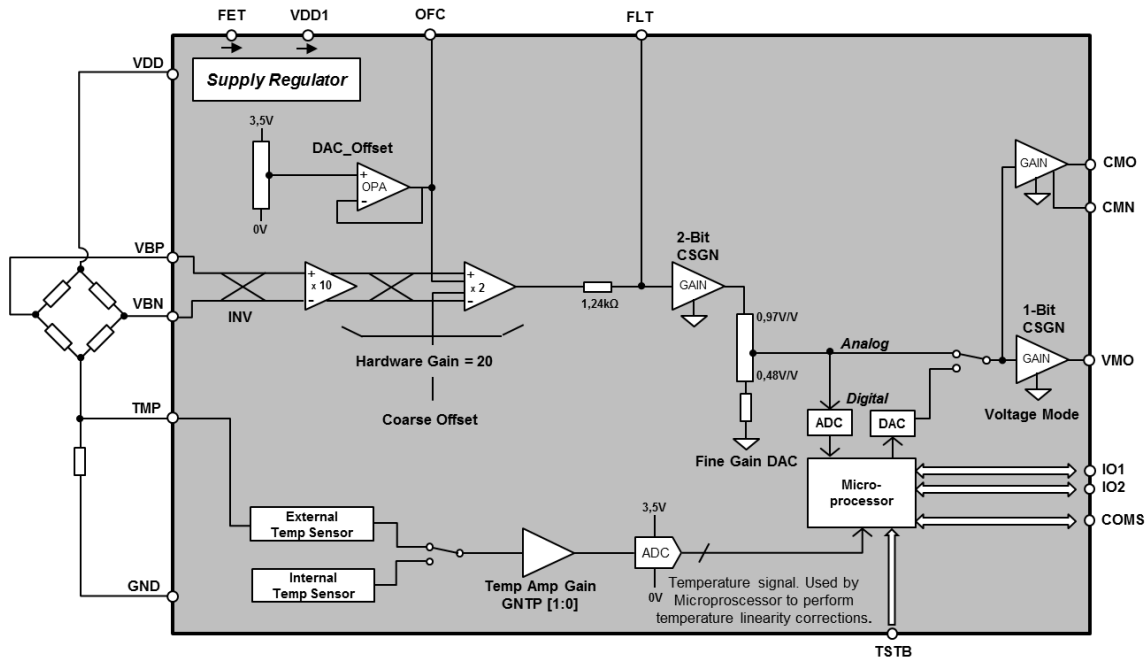 FET VDD1 OFC FLT
VDD
Supply Regulator
3,5V
DAC_Offset
+
OPA
-
0V
GAIN
CMO
CMN
VBP
2-Bit
CSGN
+
x 10
-
+
x 2
-
GAIN
VBN
INV
1,24kΩ
0,97V/V
1-Bit
CSGN
Analog
GAIN
VMO
Hardware Gain = 20
0,48V/V
Digital
Voltage Mode
TMP
Coarse Offset
ADC
DAC
Fine Gain DAC
Micro-
processor
IO1
IO2
COMS
External
Temp Sensor
3,5V
ADC
0V
Internal
Temp Sensor
Temp Amp Gain
GNTP [1:0]
Temperature signal. Used by
Microproscessor to perform
temperature linearity corrections.
GND
TSTB